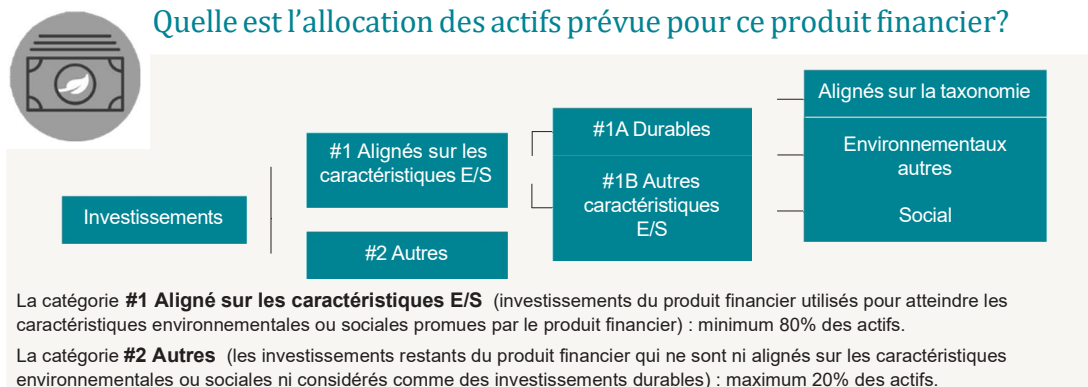 Quelle est l’allocation des actifs prévue pour ce produit financier?
Investissements
#1 Alignés sur les
caractéristiques E/S
#2 Autres
#1A Durables
#1B Autres
caractéristiques
E/S
Alignés sur la taxonomie
Environnementaux
autres
Social
La catégorie #1 Aligné sur les caractéristiques E/S (investissements du produit financier utilisés pour atteindre les
caractéristiques environnementales ou sociales promues par le produit financier) : minimum 80% des actifs.
La catégorie #2 Autres (les investissements restants du produit financier qui ne sont ni alignés sur les caractéristiques
environnementales ou sociales ni considérés comme des investissements durables) : maximum 20% des actifs.